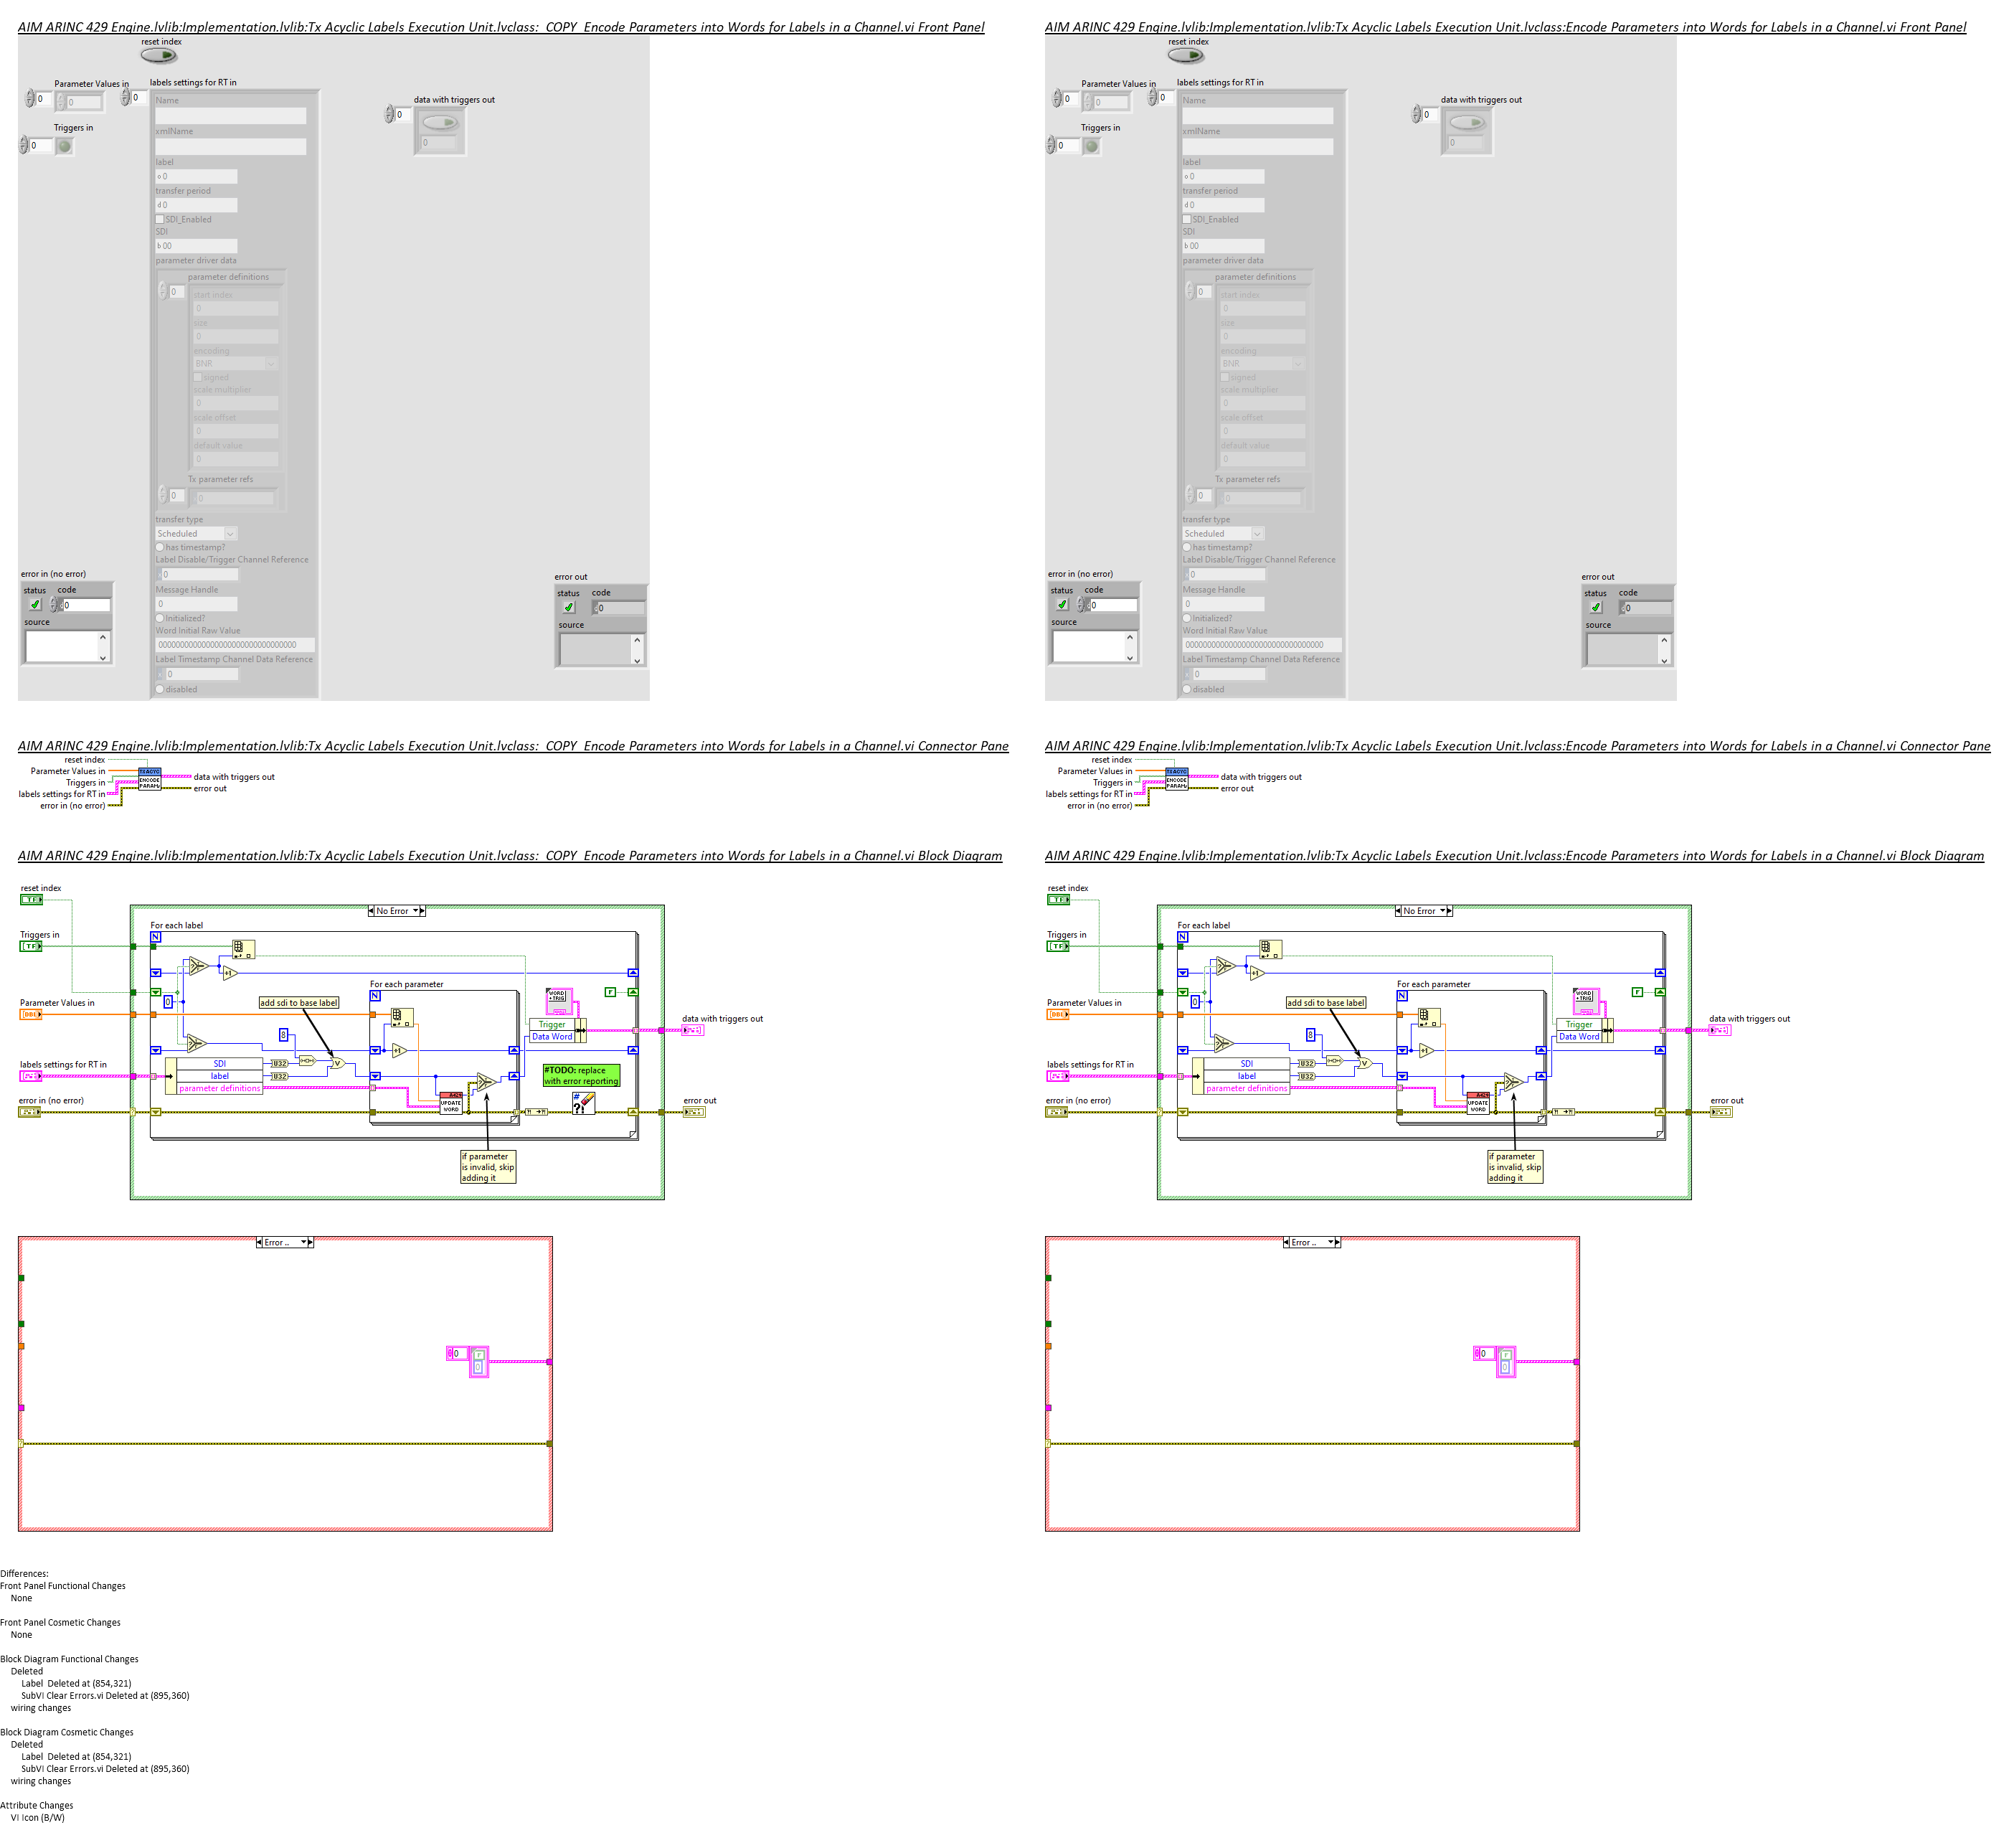 AIM ARINC 429 Engine.lvlib:Implementation.lvlib:Tx Acyclic Labels Execution Unit.lvclass:_COPY_Encode Parameters into Words for Labels in a Channel.vi Front Panel
reset index
Parameter Values in
0
0
Triggers in
0
labels settings for RT in
0
Name
xmlName
label
o 0
transfer period
d 0
SDI_Enabled
SDI
b 00
parameter driver data
parameter definitions
0
start index
0
size
0
encoding
BNR
signed
scale multiplier
0
scale offset
0
default value
0
Tx parameter refs
0
0
transfer type
Scheduled
has timestamp?
Label Disable/Trigger Channel Reference
x 0
Message Handle
0
Initialized?
Word Initial Raw Value
00000000000000000000000000000000
Label Timestamp Channel Data Reference
x 0
disabled
data with triggers out
0
0
error in (no error)
status code
d 0
source
error out
status code
d 0
source
AIM ARINC 429 Engine.lvlib:Implementation.lvlib:Tx Acyclic Labels Execution Unit.lvclass:Encode Parameters into Words for Labels in a Channel.vi Front Panel
reset index
Parameter Values in
0
0
Triggers in
0
labels settings for RT in
0
Name
xmlName
label
o 0
transfer period
d 0
SDI_Enabled
SDI
b 00
parameter driver data
parameter definitions
0
start index
0
size
0
encoding
BNR
signed
scale multiplier
0
scale offset
0
default value
0
Tx parameter refs
0
0
transfer type
Scheduled
has timestamp?
Label Disable/Trigger Channel Reference
x 0
Message Handle
0
Initialized?
Word Initial Raw Value
00000000000000000000000000000000
Label Timestamp Channel Data Reference
x 0
disabled
data with triggers out
0
0
error in (no error)
status code
d 0
source
error out
status code
d 0
source
AIM ARINC 429 Engine.lvlib:Implementation.lvlib:Tx Acyclic Labels Execution Unit.lvclass:_COPY_Encode Parameters into Words for Labels in a Channel.vi Connector Pane
reset index
Parameter Values in
Triggers in
labels settings for RT in
error in (no error)
TX ACYC
ENCODE
PARAM
data with triggers out
error out
AIM ARINC 429 Engine.lvlib:Implementation.lvlib:Tx Acyclic Labels Execution Unit.lvclass:Encode Parameters into Words for Labels in a Channel.vi Connector Pane
reset index
Parameter Values in
Triggers in
labels settings for RT in
error in (no error)
TX ACYC
ENCODE
PARAM
data with triggers out
error out
AIM ARINC 429 Engine.lvlib:Implementation.lvlib:Tx Acyclic Labels Execution Unit.lvclass:_COPY_Encode Parameters into Words for Labels in a Channel.vi Block Diagram
reset index
TF
No Error
For each label
N
Triggers in
TF
+1
For each parameter
N
0
add sdi to base label
WORD
+TRIG
F
Parameter Values in
DBL
Trigger
Data Word
data with triggers out
8
+1
labels settings for RT in
SDI
label
parameter definitions
U32
U32
#TODO: replace
with error reporting
A429
UPDATE
WORD
error in (no error)
error out
if parameter
is invalid, skip
adding it
Error ..
0
F
0
AIM ARINC 429 Engine.lvlib:Implementation.lvlib:Tx Acyclic Labels Execution Unit.lvclass:Encode Parameters into Words for Labels in a Channel.vi Block Diagram
reset index
TF
No Error
For each label
N
Triggers in
TF
+1
For each parameter
N
0
add sdi to base label
WORD
+TRIG
F
Parameter Values in
DBL
Trigger
Data Word
data with triggers out
8
+1
labels settings for RT in
SDI
label
parameter definitions
U32
U32
A429
UPDATE
WORD
error in (no error)
error out
if parameter
is invalid, skip
adding it
Error ..
0
F
0
Differences:
Front Panel Functional Changes
None
Front Panel Cosmetic Changes
None
Block Diagram Functional Changes
Deleted
Label  Deleted at (854,321)
SubVI Clear Errors.vi Deleted at (895,360)
wiring changes
Block Diagram Cosmetic Changes
Deleted
Label  Deleted at (854,321)
SubVI Clear Errors.vi Deleted at (895,360)
wiring changes
Attribute Changes
VI Icon (B/W)